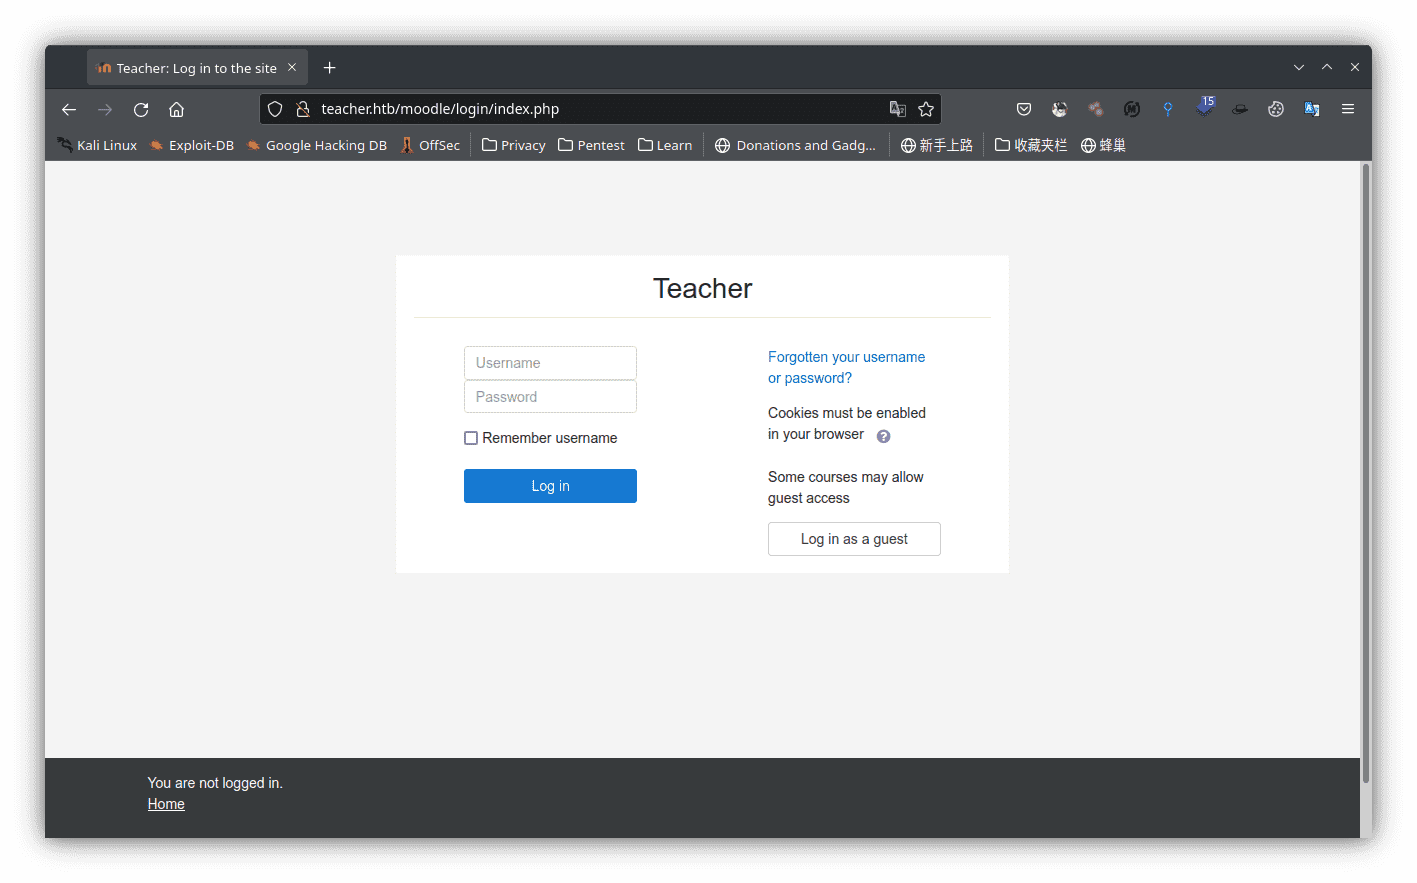 Teacher: Log in to the site
teacher.htb/moodle/login/index.php
15
Kali Linux Exploit-DB Google Hacking DB OffSec Privacy Pentest Learn Donations and Gadg... 新手上路 收藏夹栏 蜂巢
Teacher
Username
Password
Remember username
Log in
Forgotten your username
or password?
Cookies must be enabled
in your browser ?
Some courses may allow
guest access
Log in as a guest
You are not logged in.
Home